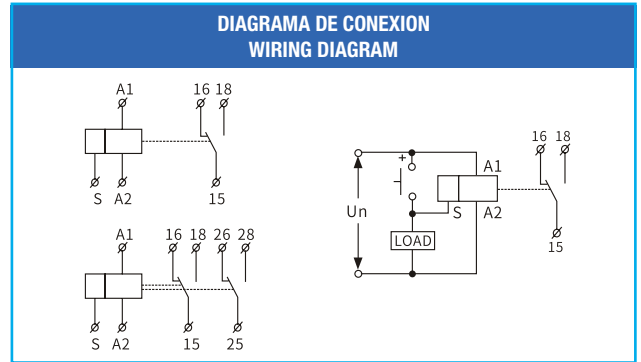 DIAGRAMA DE CONEXION
WIRING DIAGRAM
A1 16 18
S A2 15
A1 16 18 26 28
S A2 15 25
16 18
+ A1
Un S A2
LOAD 15